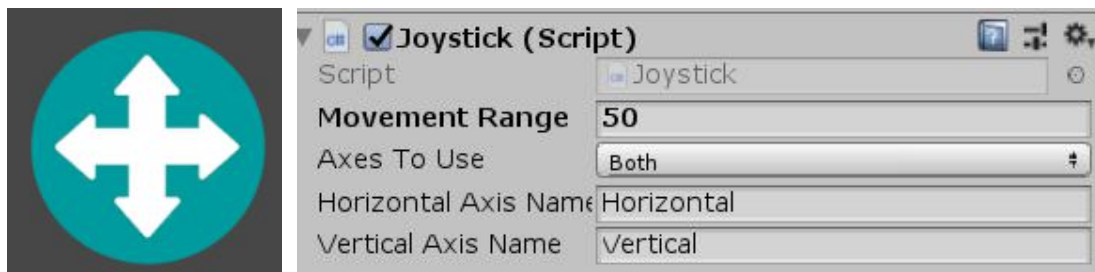 c#
Joystick (Script)
Script
c# Joystick
Movement Range
50
Axes To Use
Both
Horizontal Axis Name
Horizontal
Vertical Axis Name
Vertical